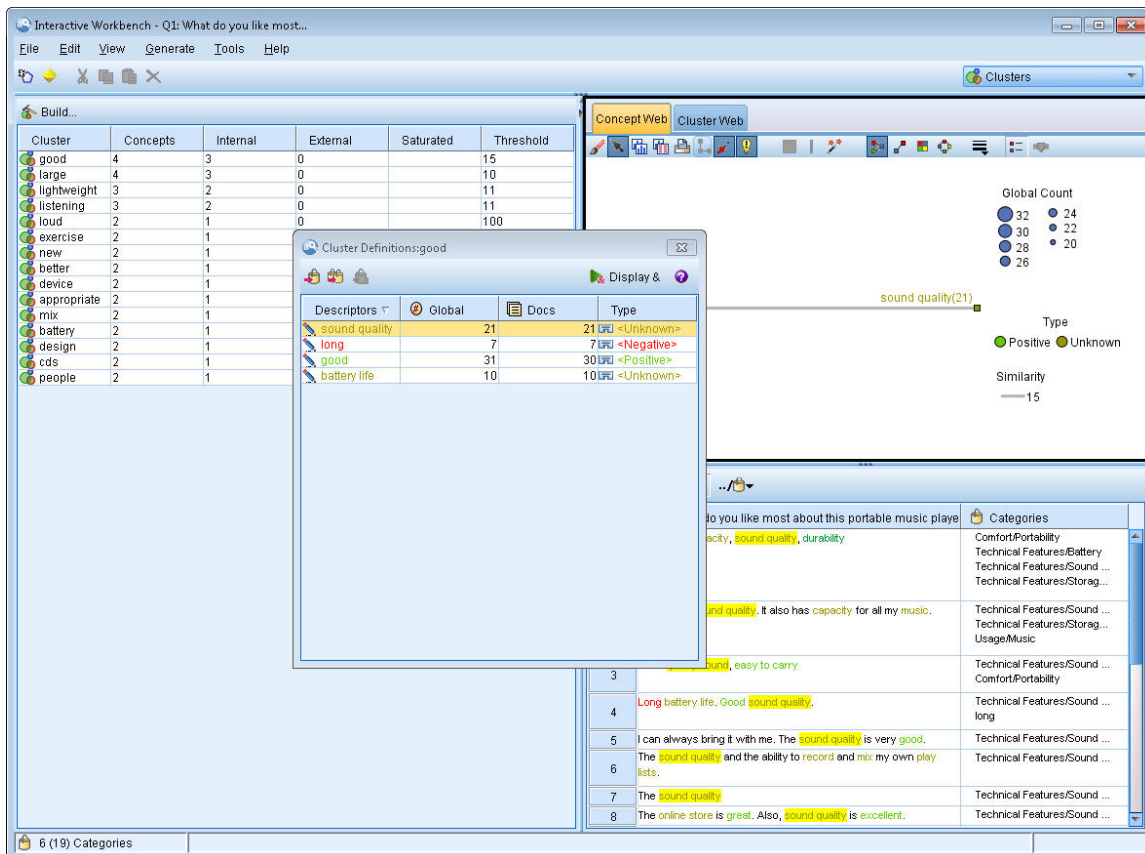 Interactive Workbench - Q1: What do you like most...
File Edit View Generate Tools Help
Clusters
Build...
Cluster Concepts Internal External Saturated Threshold
good 4 3 0 15
large 4 3 0 10
lightweight 3 2 0 11
listening 3 2 0 11
loud 2 1 0 100
exercise 2 1
new 2 1
better 2 1
device 2 1
appropriate 2 1
mix 2 1
battery 2 1
design 2 1
cds 2 1
people 2 1
Cluster Definitions:good
Display &
Descriptors Global Docs Type
sound quality 21 21 <Unknown>
long 7 7 <Negative>
good 31 30 <Positive>
battery life 10 10 <Unknown>
Concept Web Cluster Web
Global Count
32 24
30 22
28 20
26
sound quality(21)
Type
Positive Unknown
Similarity
15
../
do you like most about this portable music playe Categories
acity, sound quality, durability Comfort/Portability
Technical Features/Battery
Technical Features/Sound ...
Technical Features/Storag...
und quality. It also has capacity for all my music. Technical Features/Sound ...
Technical Features/Storag...
Usage/Music
3 ound, easy to carry Technical Features/Sound ...
Comfort/Portability
4 Long battery life. Good sound quality. Technical Features/Sound ...
long
5 I can always bring it with me. The sound quality is very good. Technical Features/Sound ...
6 The sound quality and the ability to record and mix my own play Technical Features/Sound ...
lists.
7 The sound quality Technical Features/Sound ...
8 The online store is great. Also, sound quality is excellent. Technical Features/Sound ...
6 (19) Categories